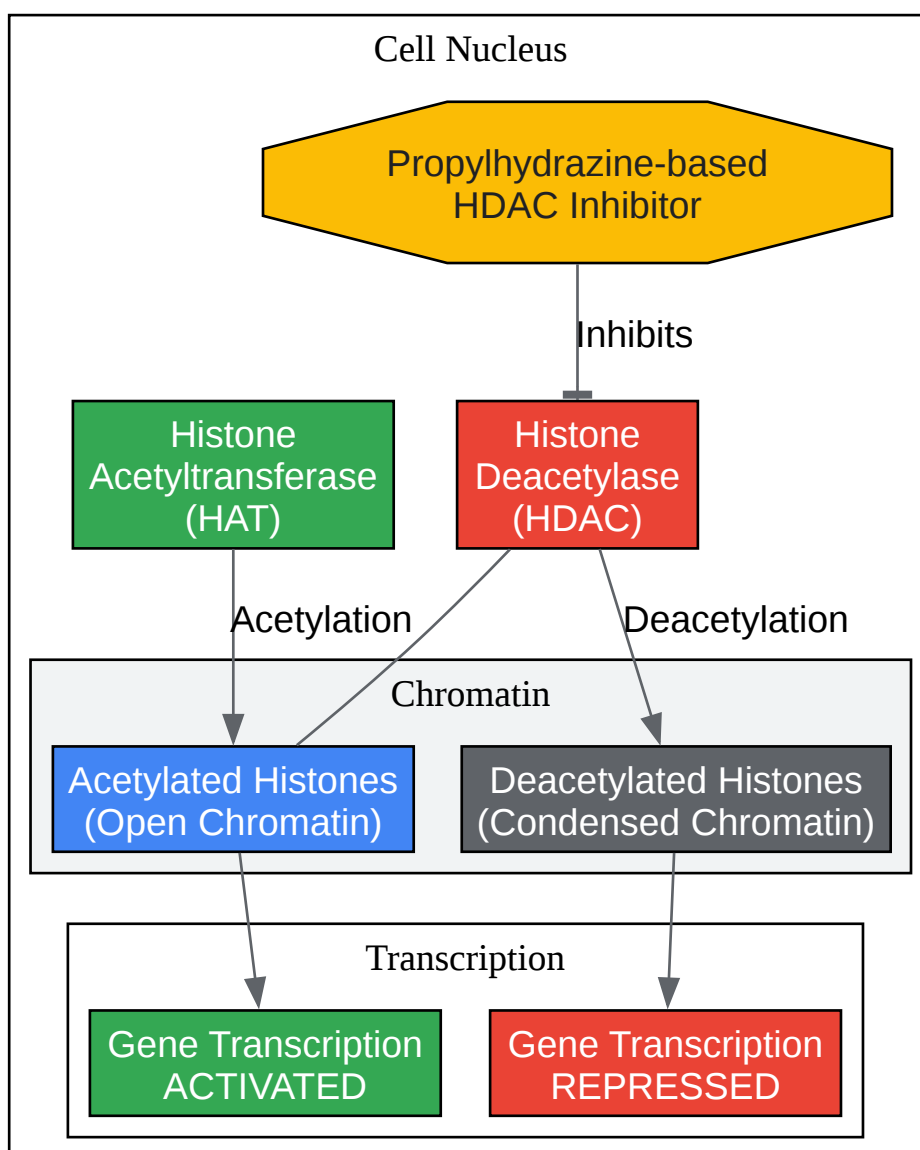 Cell Nucleus
Propylhydrazine-based
HDAC Inhibitor
Inhibits
Histone
Acetyltransferase
(HAT)
Histone
Deacetylase
(HDAC)
Acetylation
Deacetylation
Chromatin
Acetylated Histones
(Open Chromatin)
Deacetylated Histones
(Condensed Chromatin)
Transcription
Gene Transcription
ACTIVATED
Gene Transcription
REPRESSED